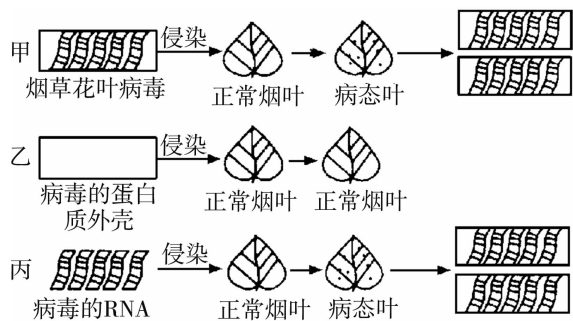 甲
侵染
烟草花叶病毒
正常烟叶
病态叶
乙
侵染
病毒的蛋白
质外壳
正常烟叶
正常烟叶
丙
侵染
病毒的RNA
正常烟叶
病态叶